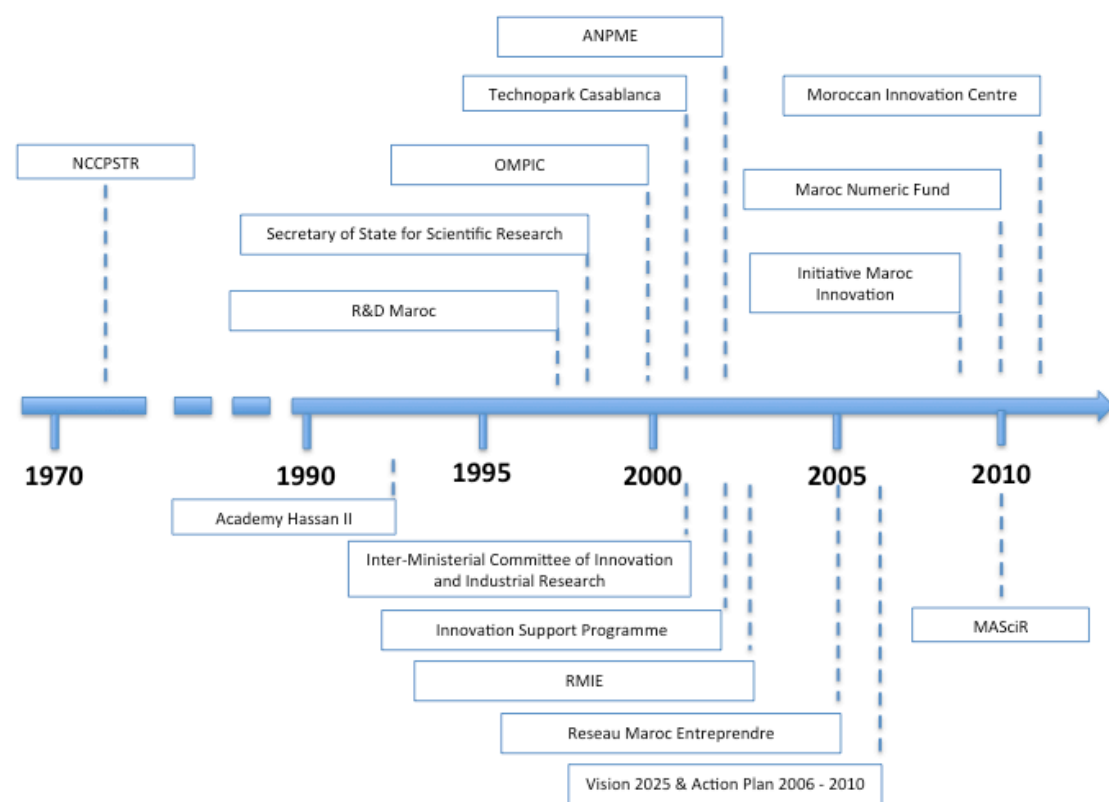 ANPME
Technopark Casablanca
Moroccan Innovation Centre
NCCPSTR
OMPIC
Maroc Numeric Fund
Secretary of State for Scientific Research
Initiative Maroc
Innovation
R&D Maroc
1970
1990
1995
2000
2005
2010
Academy Hassan II
Inter-Ministerial Committee of Innovation
and Industrial Research
Innovation Support Programme
MASciR
RMIE
Reseau Maroc Entreprendre
Vision 2025 & Action Plan 2006 - 2010